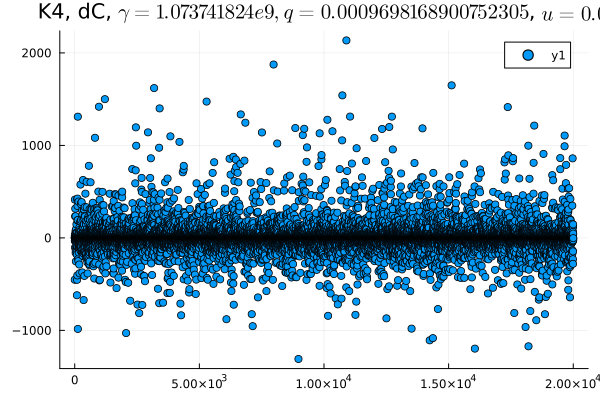 K4, dC, γ = 1.073741824e9, q = 0.0009698168900752305, u = 0.0
y1
2000
1000
0
−1000
0 5.00×10³ 1.00×10⁴ 1.50×10⁴ 2.00×10⁴